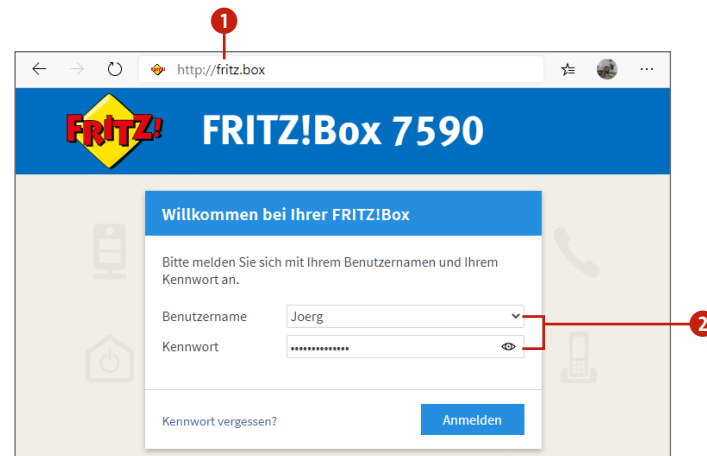 1
http://fritz.box
FRITZ! FRITZ!Box 7590
Willkommen bei Ihrer FRITZ!Box
Bitte melden Sie sich mit Ihrem Benutzernamen und Ihrem
Kennwort an.
Benutzername Joerg
Kennwort ••••••••••••••
2
Kennwort vergessen? Anmelden